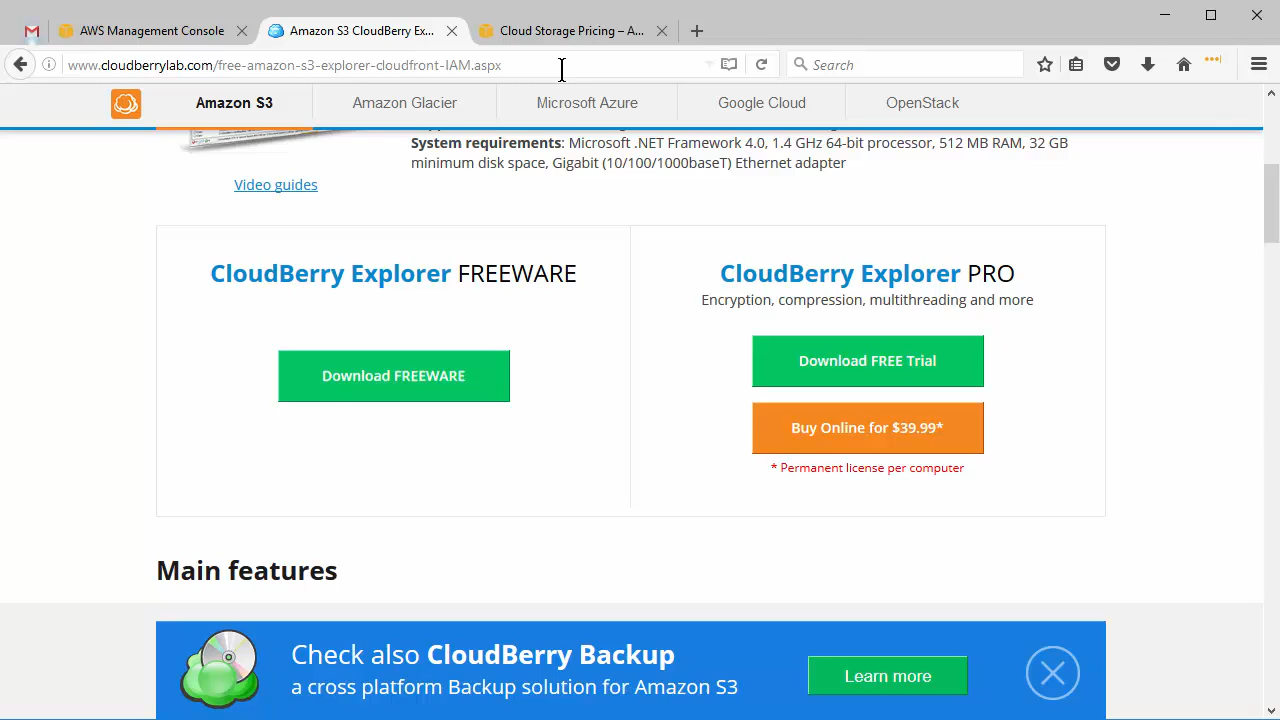 AWS Management Console
Amazon S3 CloudBerry Ex...
Cloud Storage Pricing – A...
www.cloudberrylab.com/free-amazon-s3-explorer-cloudfront-IAM.aspx
Search
Amazon S3
Amazon Glacier
Microsoft Azure
Google Cloud
OpenStack
System requirements: Microsoft .NET Framework 4.0, 1.4 GHz 64-bit processor, 512 MB RAM, 32 GB
minimum disk space, Gigabit (10/100/1000baseT) Ethernet adapter
Video guides
CloudBerry Explorer FREEWARE
Download FREEWARE
CloudBerry Explorer PRO
Encryption, compression, multithreading and more
Download FREE Trial
Buy Online for $39.99*
* Permanent license per computer
Main features
Check also CloudBerry Backup
a cross platform Backup solution for Amazon S3
Learn more